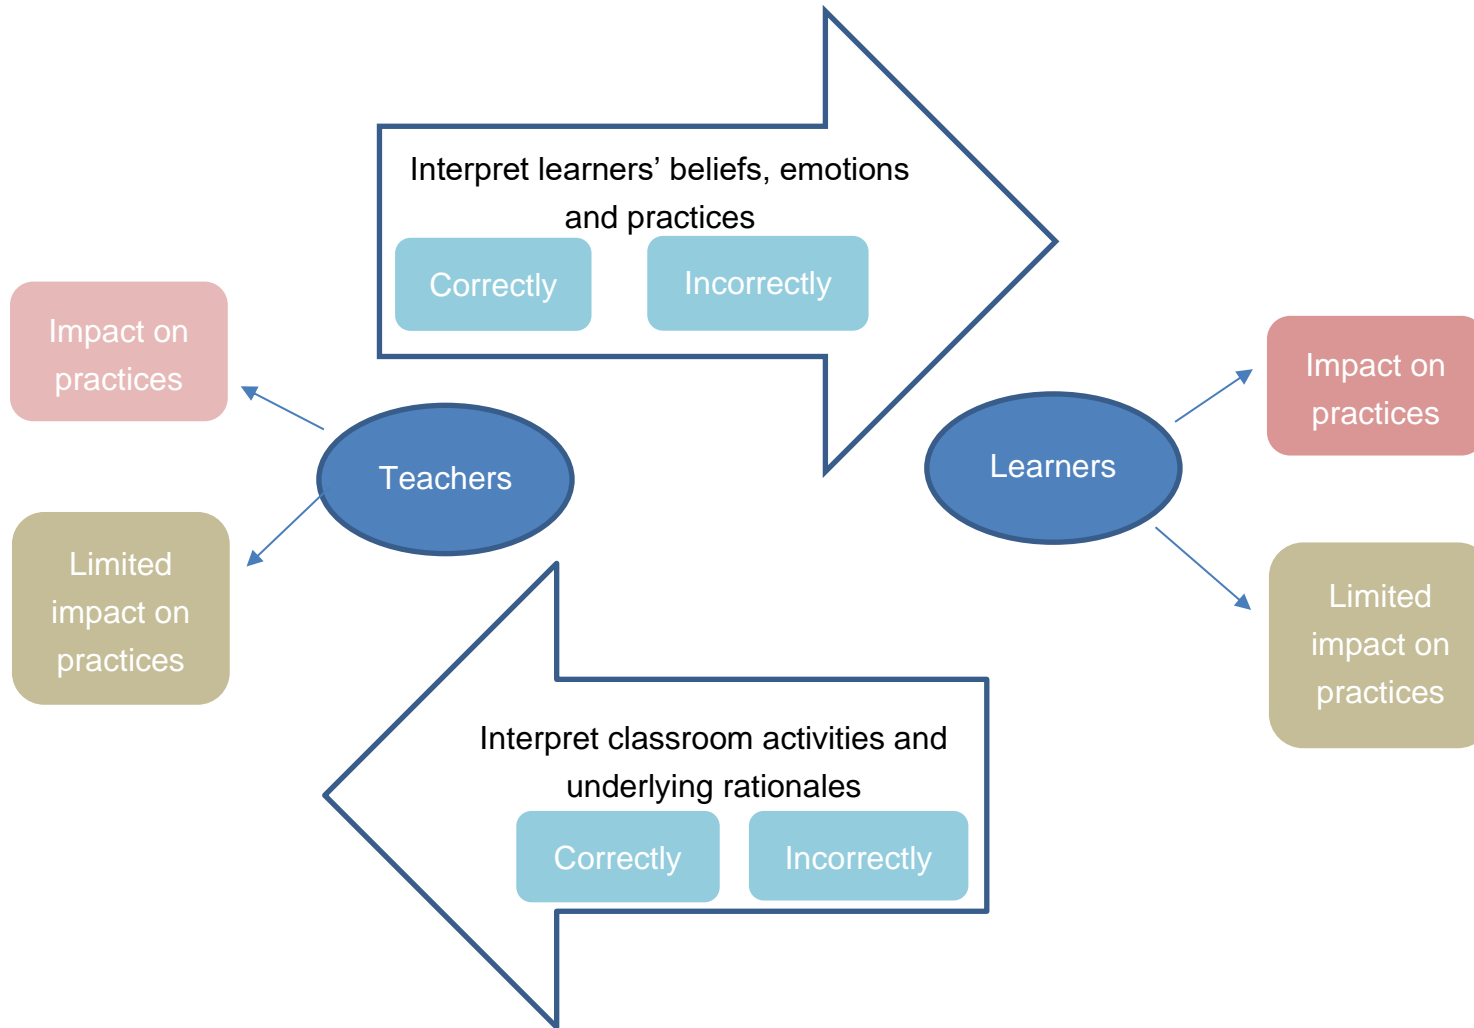 Interpret learners’ beliefs, emotions
and practices
Correctly
Incorrectly
Impact on
practices
Teachers
Limited
impact on
practices
Learners
Impact on
practices
Limited
impact on
practices
Interpret classroom activities and
underlying rationales
Correctly
Incorrectly